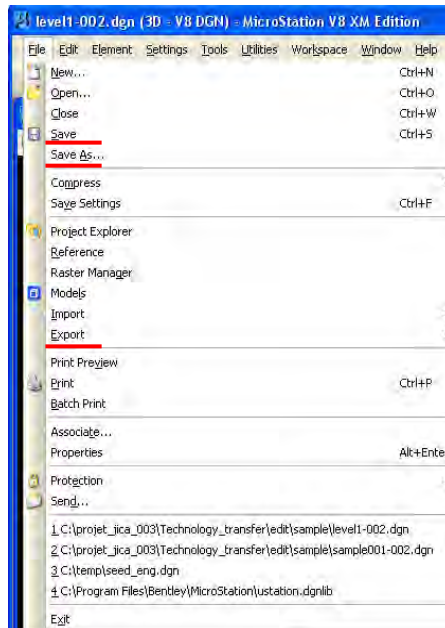 level1-002.dgn (3D - V8 DGN) - MicroStation V8 XM Edition
File Edit Element Settings Tools Utilities Workspace Window Help
New... Ctrl+N
Open... Ctrl+O
Close Ctrl+W
Save Ctrl+S
Save As...
Compress
Save Settings Ctrl+F
Project Explorer
Reference
Raster Manager
Models
Import
Export
Print Preview
Print Ctrl+P
Batch Print
Associate...
Properties Alt+Ente
Protection
Send...
1 C:\projet_jica_003\Technology_transfer\edit\sample\level1-002.dgn
2 C:\projet_jica_003\Technology_transfer\edit\sample\sample001-002.dgn
3 C:\temp\seed_eng.dgn
4 C:\Program Files\Bentley\MicroStation\ustation.dgnlib
Exit